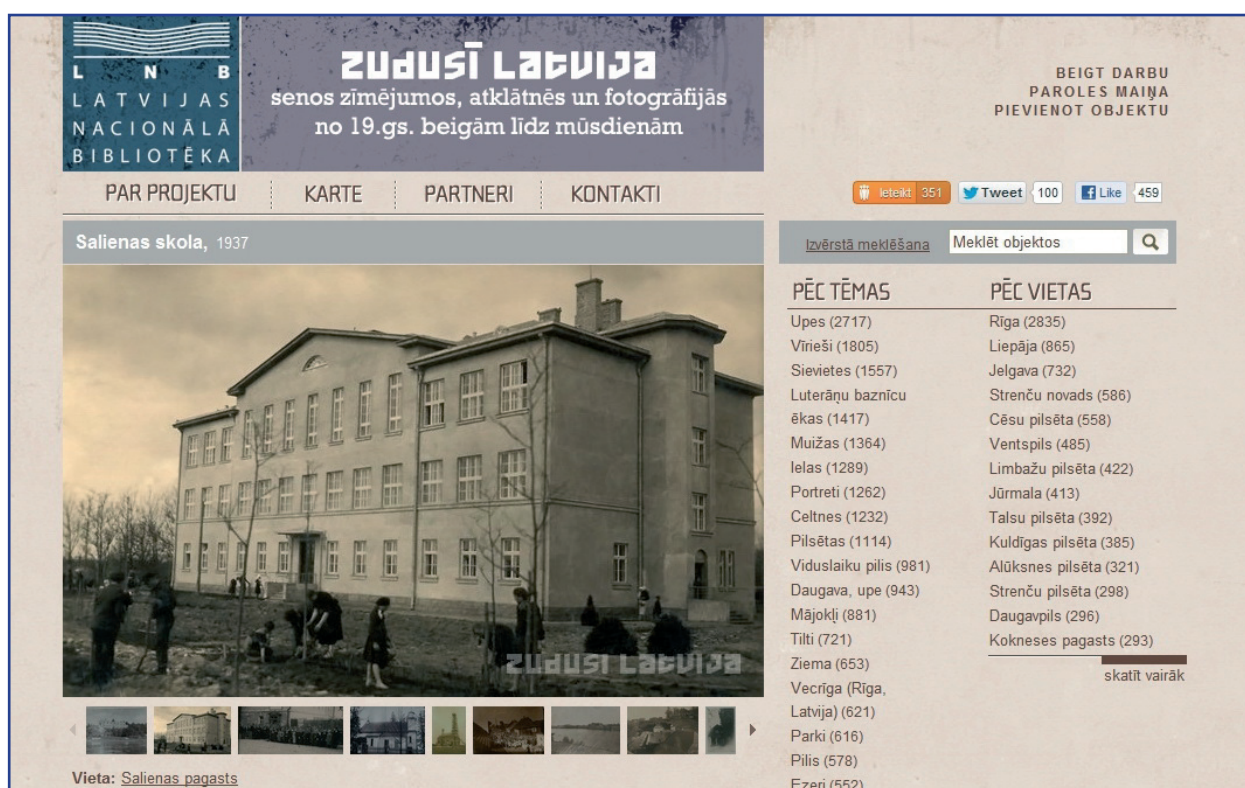 L N B
LATVIJAS
NACIONĀLĀ
BIBLIOTĒKA
zudusī Latvija
senos zīmējumos, atklātnēs un fotogrāfijās
no 19.gs. beigām līdz mūsdienām
BEIGT DARBU
PAROLES MAIŅA
PIEVIENOT OBJEKTU
PAR PROJEKTU
KARTE
PARTNERI
KONTAKTI
Ieteikt 351
Tweet 100
Like 459
Salienas skola, 1937
zudusī Latvija
Vieta: Salienas pagasts
Izvērstā meklēšana
Meklēt objektos
PĒC TĒMAS
Upes (2717)
Vīrieši (1805)
Sievietes (1557)
Luterāņu baznīcu
ēkas (1417)
Muižas (1364)
Ielas (1289)
Portreti (1262)
Celtnes (1232)
Pilsētas (1114)
Viduslaiku pilis (981)
Daugava, upe (943)
Mājokļi (881)
Tilti (721)
Ziema (653)
Vecrīga (Rīga,
Latvija) (621)
Parki (616)
Pilis (578)
Ezeri (552)
PĒC VIETAS
Rīga (2835)
Liepāja (865)
Jelgava (732)
Strenču novads (586)
Cēsu pilsēta (558)
Ventspils (485)
Limbažu pilsēta (422)
Jūrmala (413)
Talsu pilsēta (392)
Kuldīgas pilsēta (385)
Alūksnes pilsēta (321)
Strenču pilsēta (298)
Daugavpils (296)
Kokneses pagasts (293)
skatīt vairāk